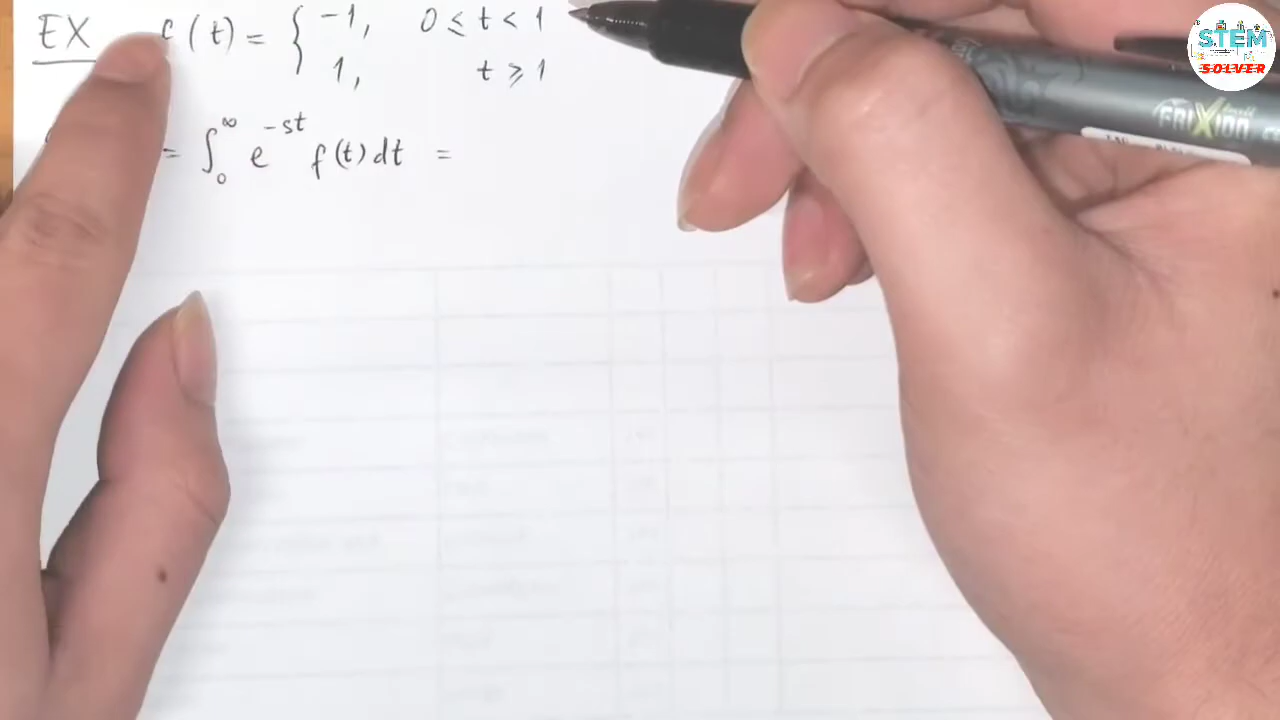 EX f(t) = { -1, 0 ≤ t < 1
1, t ≥ 1
= ∫₀^∞ e^{-st} f(t) dt =
STEM
SOLVER
FRIXION